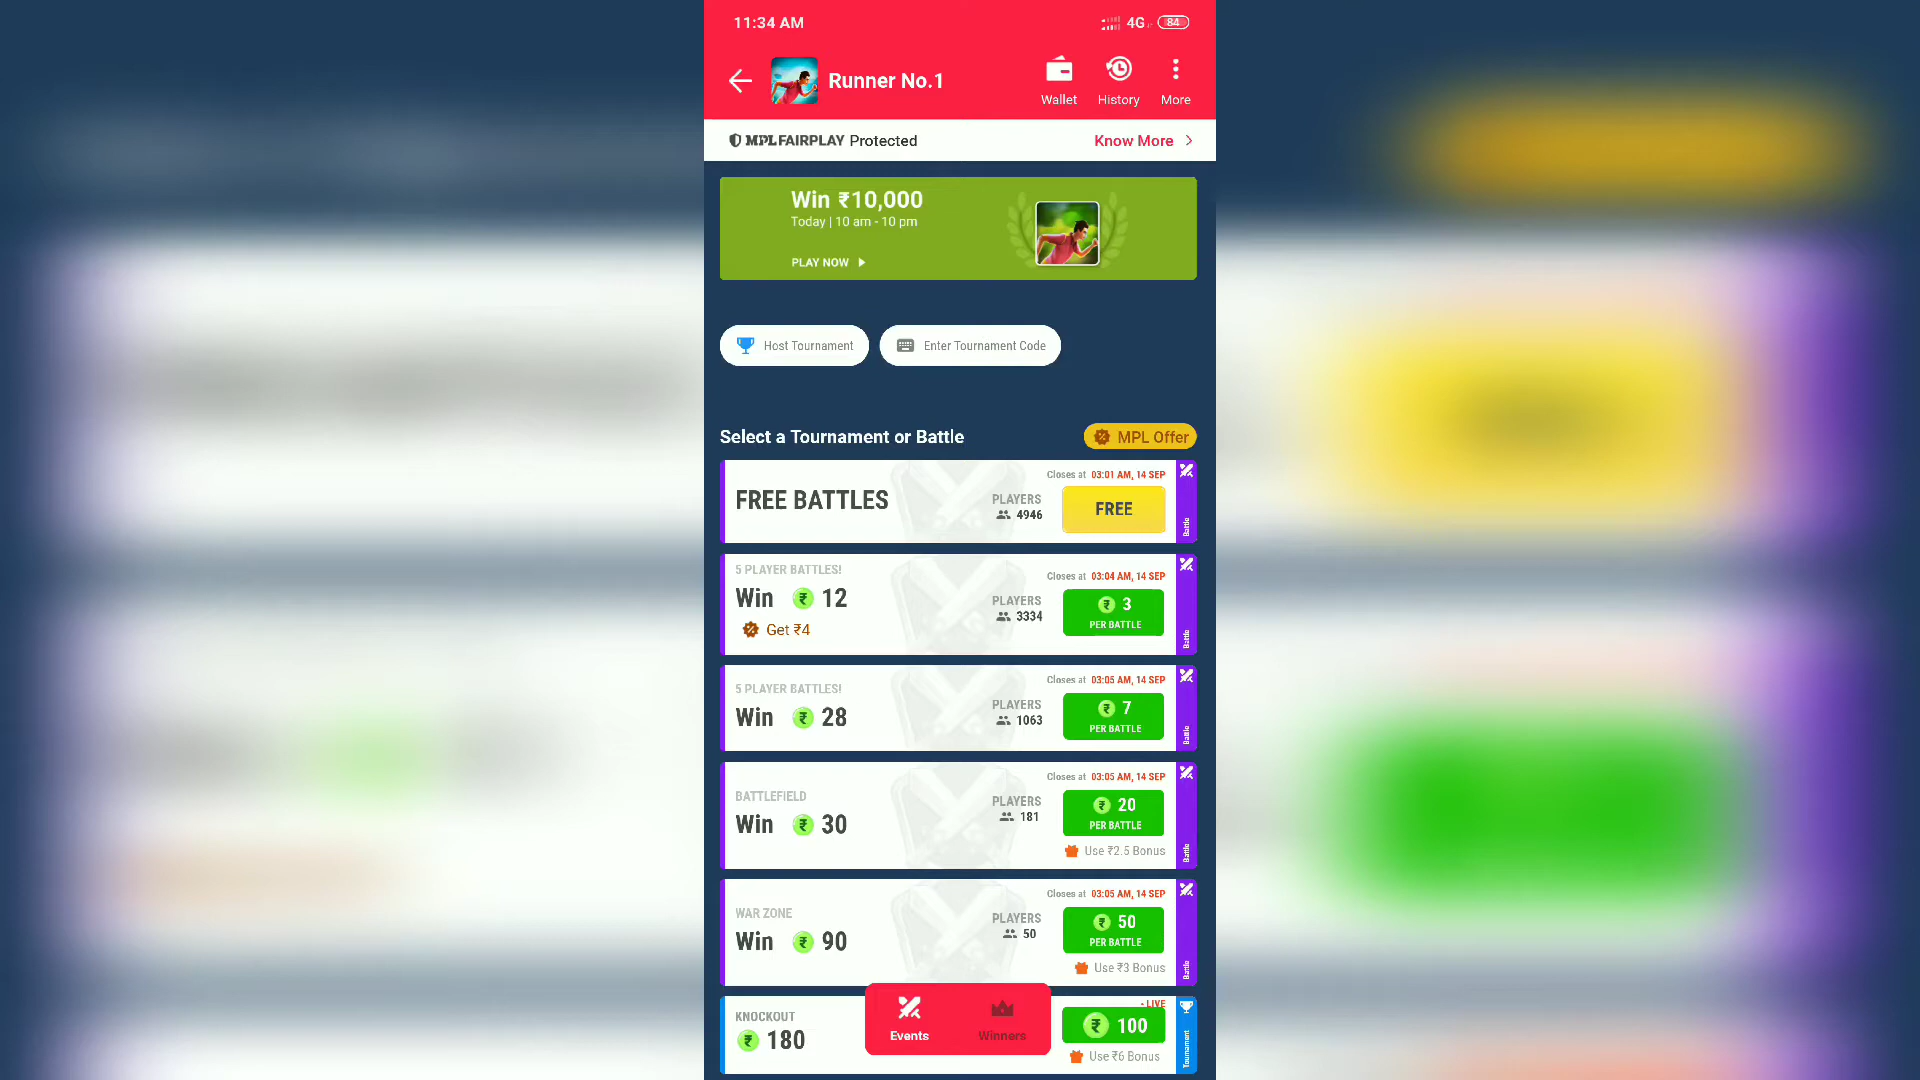 11:34 AM
4G
84
Runner No.1
Wallet
History
More
MPL FAIRPLAY Protected
Know More
Win ₹10,000
Today | 10 am - 10 pm
PLAY NOW
Host Tournament
Enter Tournament Code
Select a Tournament or Battle
MPL Offer
Closes at 03:01 AM, 14 SEP
FREE BATTLES
PLAYERS
4946
FREE
Battle
5 PLAYER BATTLES!
Closes at 03:04 AM, 14 SEP
Win ₹ 12
PLAYERS
3334
₹ 3
PER BATTLE
Get ₹4
Battle
5 PLAYER BATTLES!
Closes at 03:05 AM, 14 SEP
Win ₹ 28
PLAYERS
1063
₹ 7
PER BATTLE
Battle
BATTLEFIELD
Closes at 03:05 AM, 14 SEP
Win ₹ 30
PLAYERS
181
₹ 20
PER BATTLE
Use ₹2.5 Bonus
Battle
WAR ZONE
Closes at 03:05 AM, 14 SEP
Win ₹ 90
PLAYERS
50
₹ 50
PER BATTLE
Use ₹3 Bonus
Battle
KNOCKOUT
LIVE
₹ 180
₹ 100
Use ₹6 Bonus
Tournament
Events
Winners